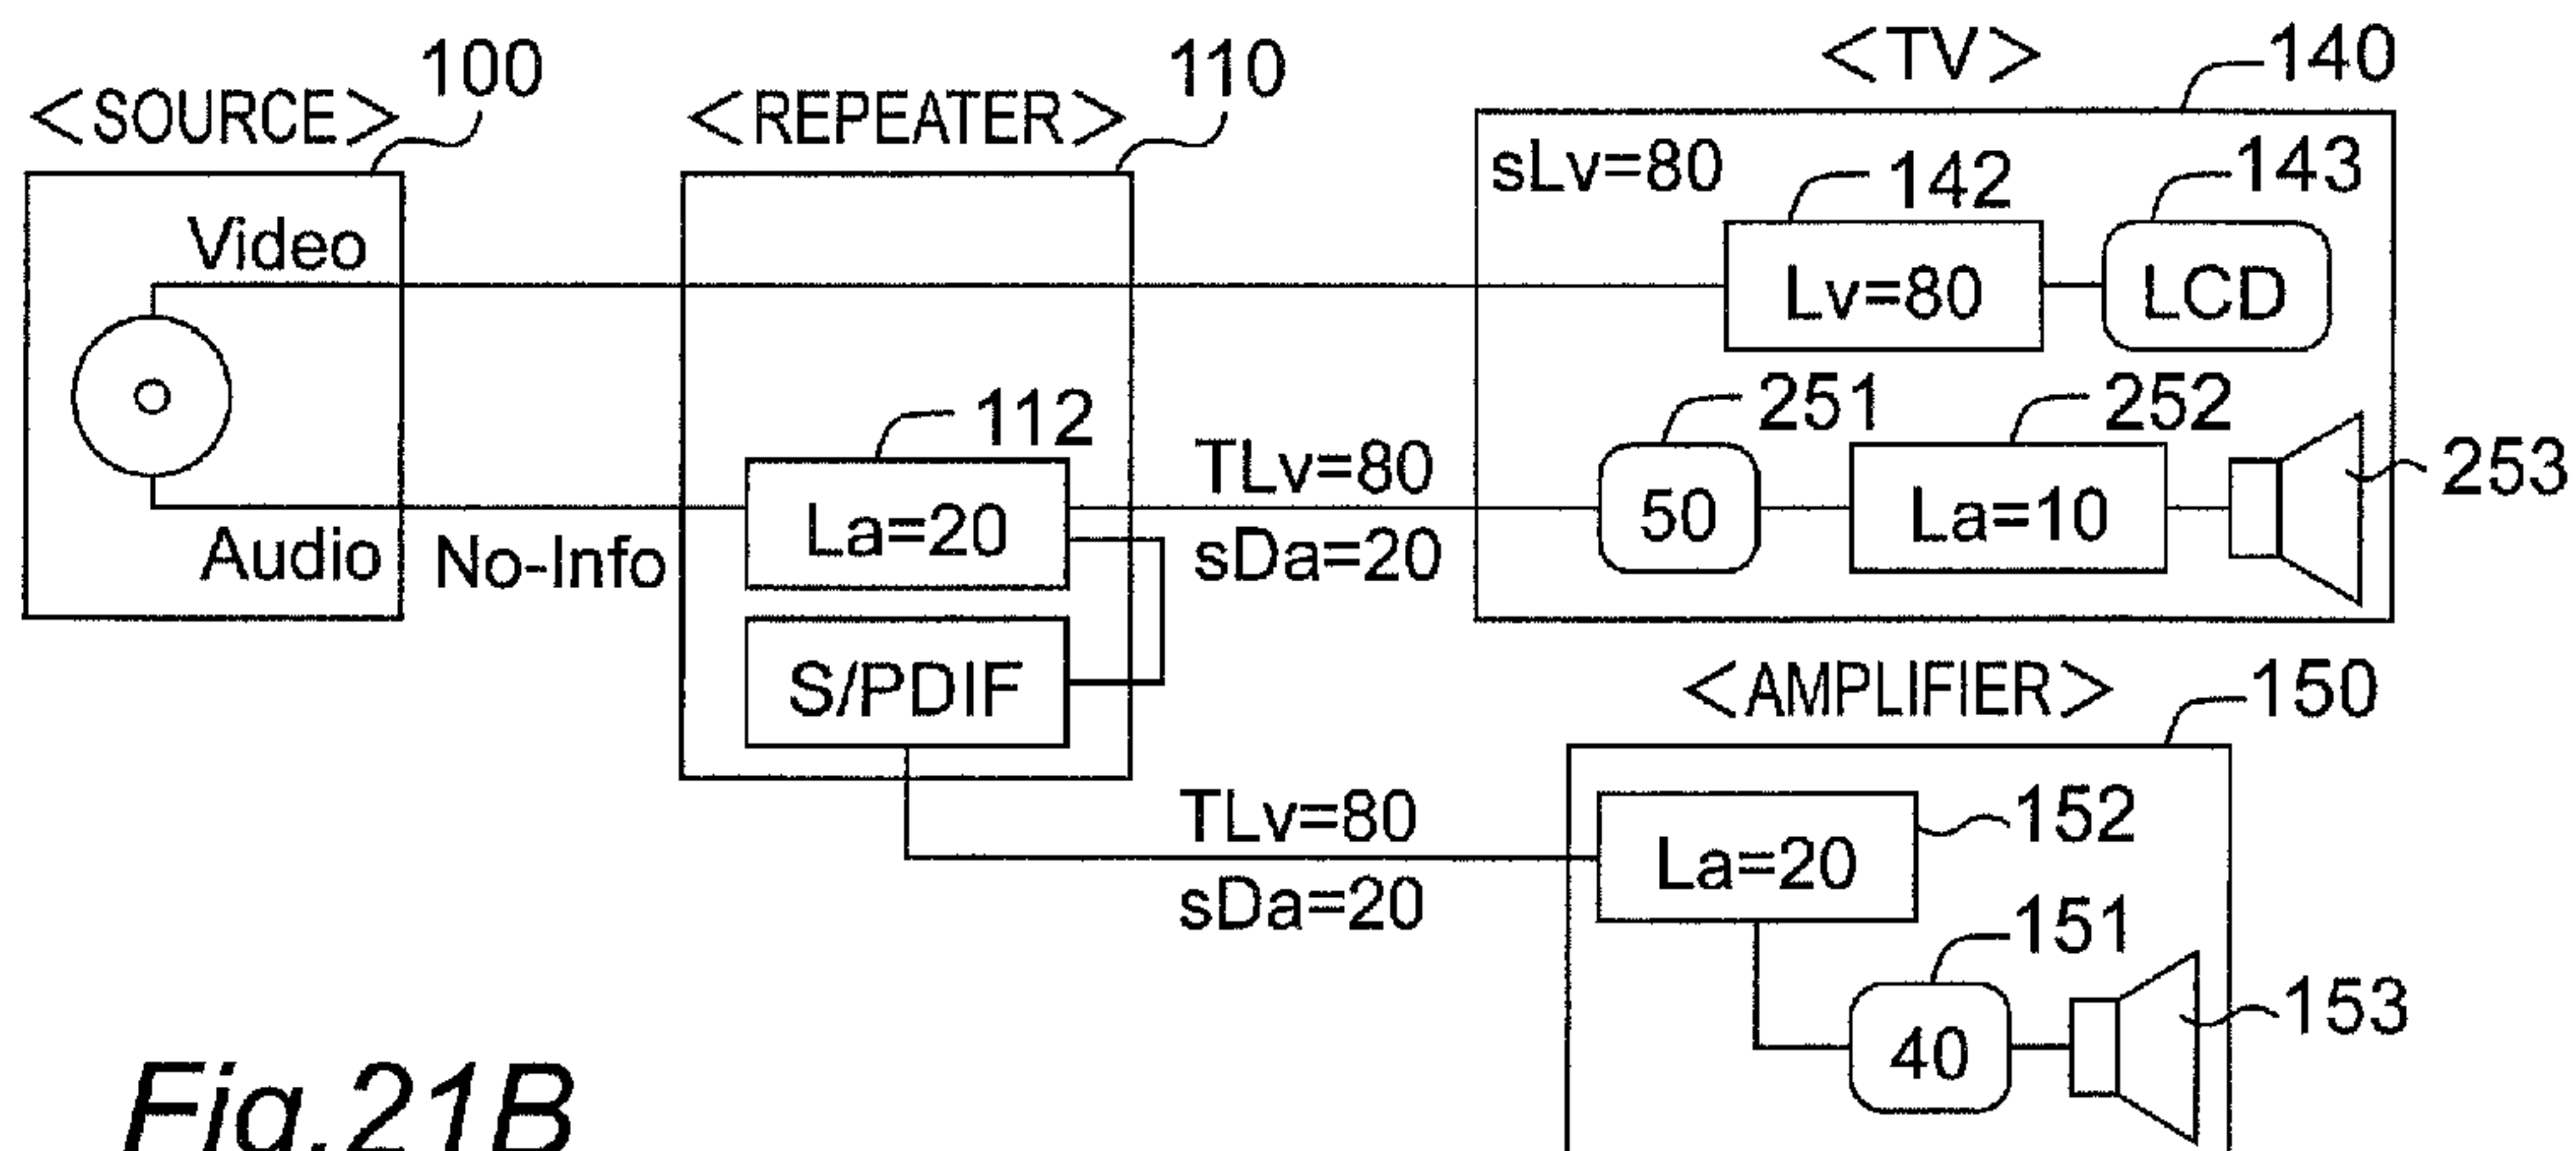 <SOURCE>
100
Video
Audio
No-Info
<REPEATER>
110
112
La=20
S/PDIF
TLv=80
sDa=20
<TV>
140
sLv=80
142
Lv=80
143
LCD
251
50
252
La=10
253
TLv=80
sDa=20
<AMPLIFIER>
150
152
La=20
151
40
153
Fig.21B